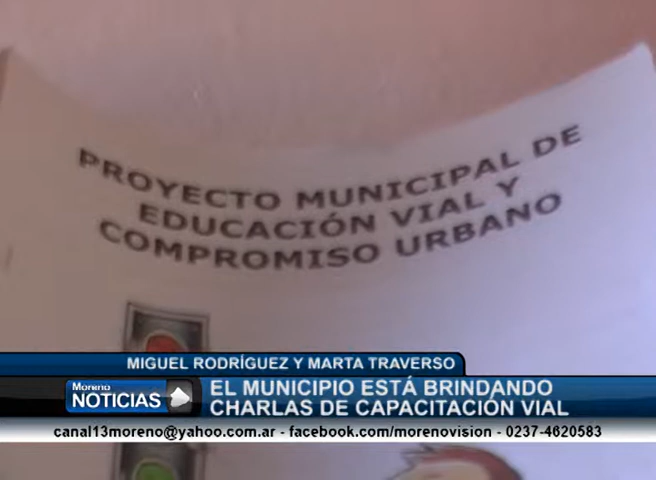 PROYECTO MUNICIPAL DE
EDUCACIÓN VIAL Y
COMPROMISO URBANO
MIGUEL RODRÍGUEZ Y MARTA TRAVERSO
Moreno
NOTICIAS
EL MUNICIPIO ESTÁ BRINDANDO
CHARLAS DE CAPACITACIÓN VIAL
canal13moreno@yahoo.com.ar - facebook.com/morenovision - 0237-4620583